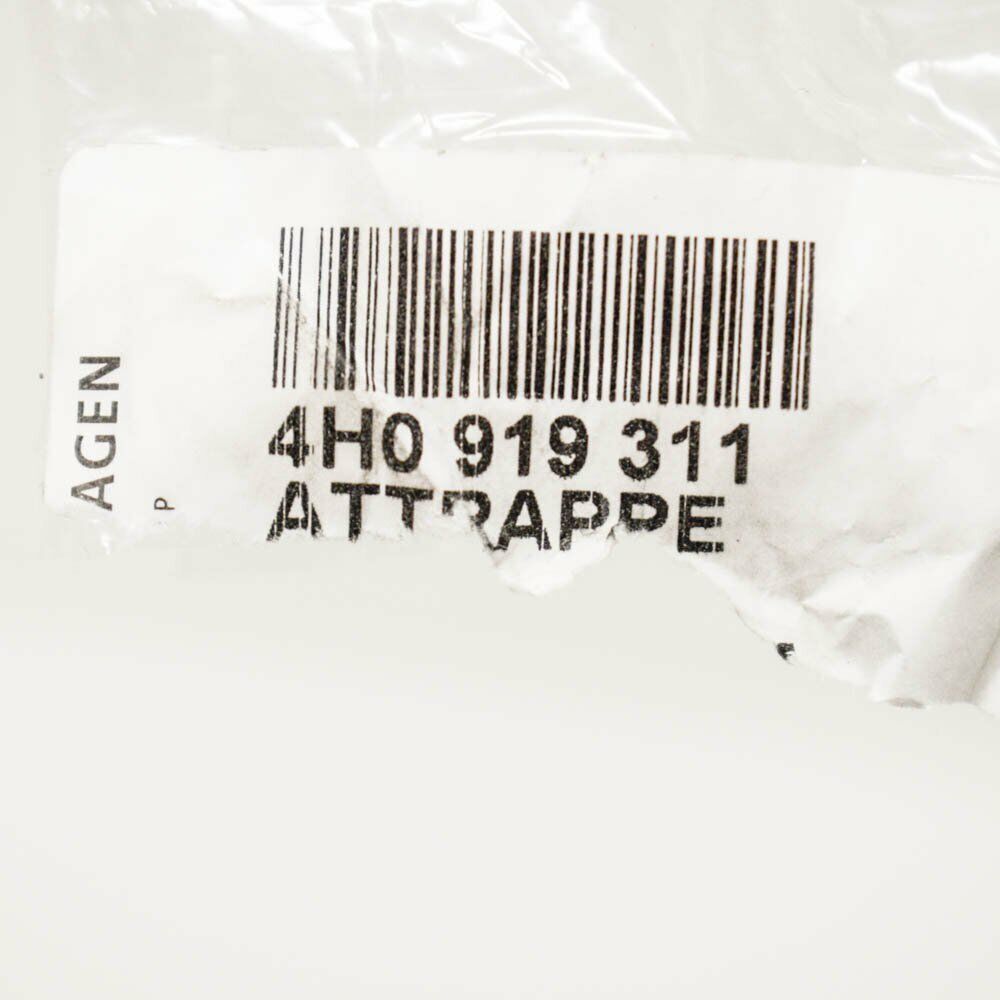 AGEN
P
4H0 919 311
ATTRAPPE